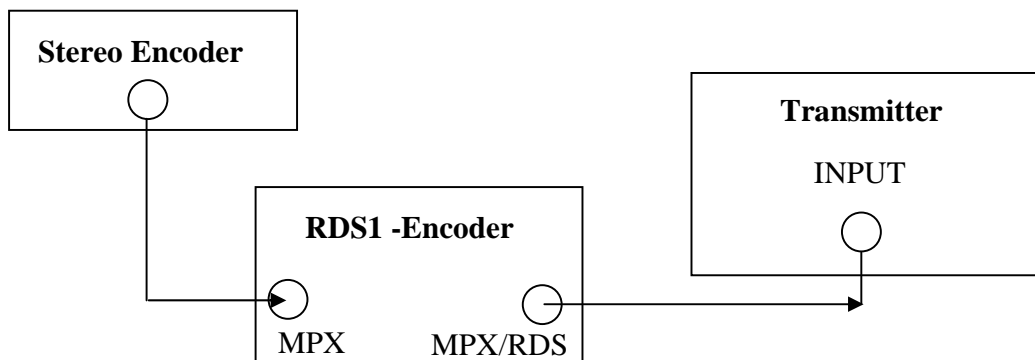 Stereo Encoder
Transmitter
INPUT
RDS1 -Encoder
MPX
MPX/RDS